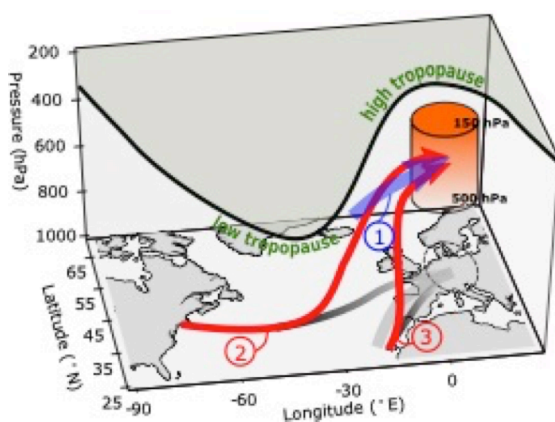 200
400
600
800
1000
Pressure (hPa)
high tropopause
low tropopause
150 hPa
500 hPa
1
2
3
65
55
45
35
25
Latitude (°N)
-90
-60
-30
0
Longitude (°E)